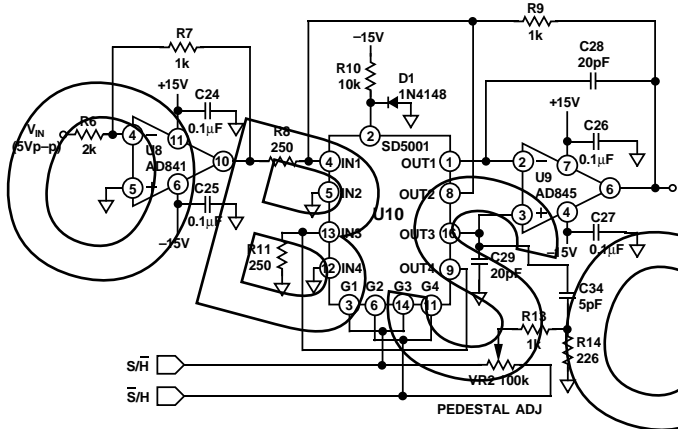 R9
1k
R7
1k
–15V
C28
20pF
R10
10k
D1
1N4148
+15V
C24
0.1µF
+15V
C26
0.1µF
VIN
(5Vp–p)
R6
2k
4
–
11
U8
AD841
10
5
+
6
R8
250
2
SD5001
4
IN1
OUT1
1
2
–
7
U9
AD845
6
5
IN2
OUT2
8
3
+
4
C25
0.1µF
–15V
U10
13
IN3
OUT3
16
–15V
C27
0.1µF
R11
250
12
IN4
OUT4
9
C29
20pF
C34
5pF
G1
G2
G3
G4
3
6
14
11
R13
1k
R14
226
S/H̅
S̅/H
VR2 100k
PEDESTAL ADJ